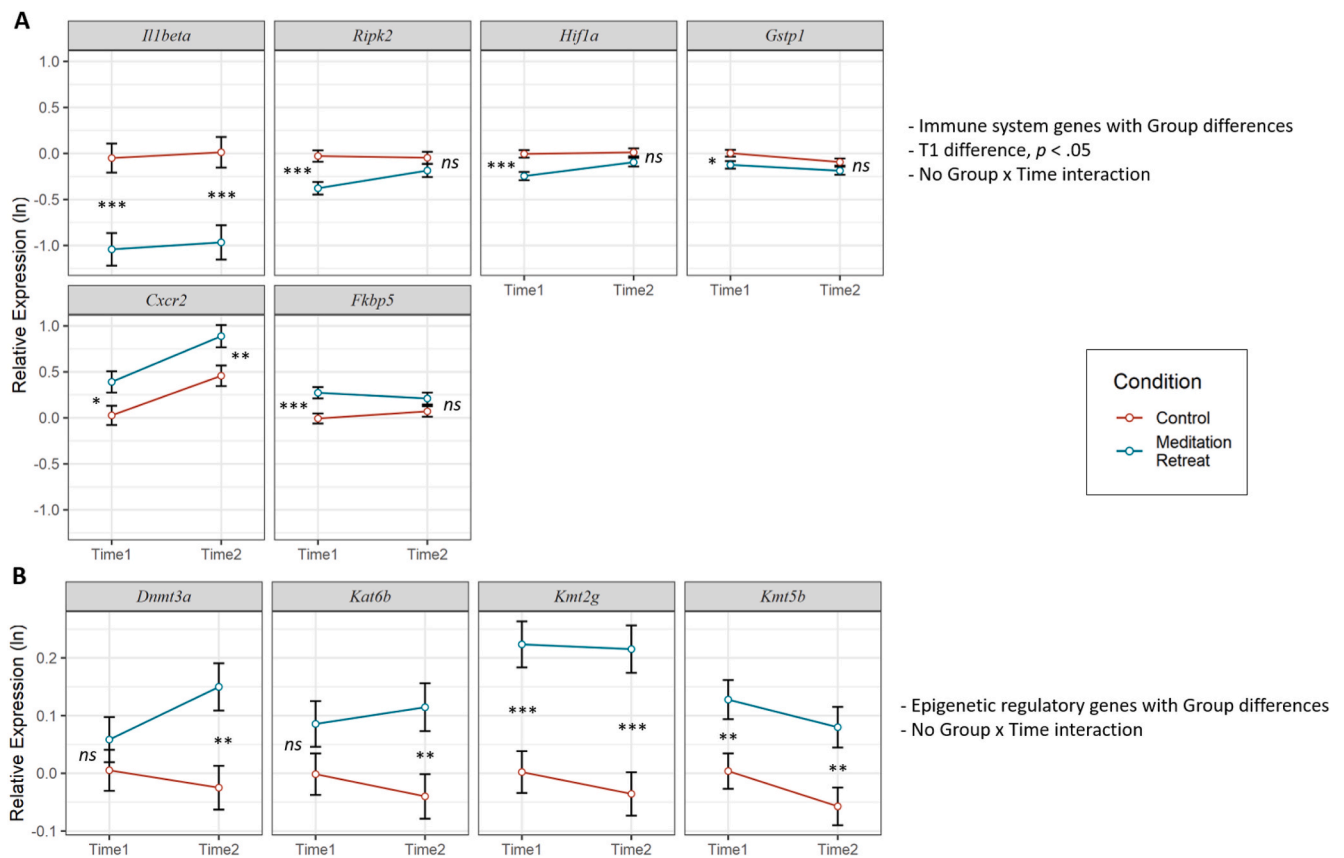 A
Il1beta
Ripk2
Hif1a
Gstp1
Relative Expression (ln)
1.0
0.5
0.0
-0.5
-1.0
***
***
***
ns
***
ns
*
ns
Time1
Time2
Time1
Time2
- Immune system genes with Group differences
- T1 difference, p < .05
- No Group x Time interaction
Cxcr2
Fkbp5
1.0
0.5
0.0
-0.5
-1.0
*
**
***
ns
Time1
Time2
Time1
Time2
Condition
Control
Meditation
Retreat
B
Dnmt3a
Kat6b
Kmt2g
Kmt5b
Relative Expression (ln)
0.2
0.1
0.0
-0.1
ns
**
ns
**
***
***
**
**
Time1
Time2
Time1
Time2
Time1
Time2
Time1
Time2
- Epigenetic regulatory genes with Group differences
- No Group x Time interaction